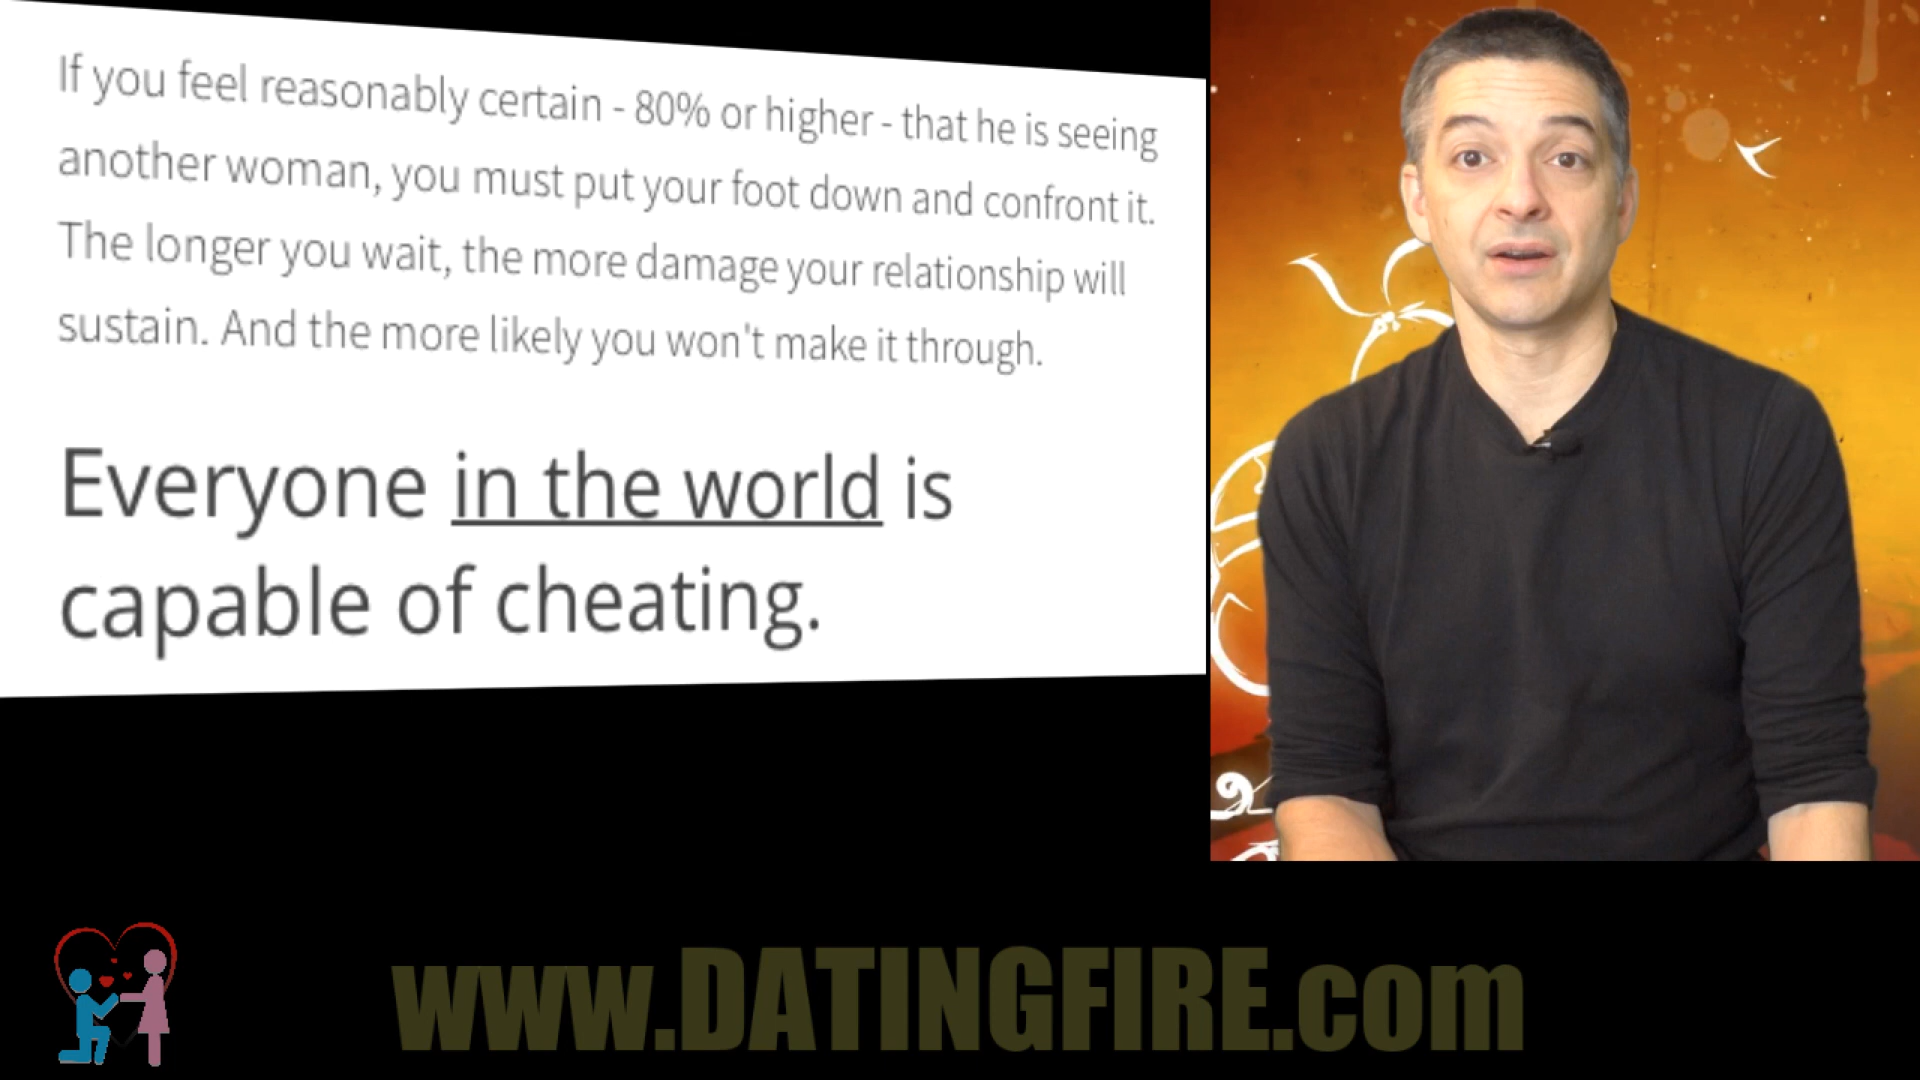 If you feel reasonably certain - 80% or higher - that he is seeing
another woman, you must put your foot down and confront it.
The longer you wait, the more damage your relationship will
sustain. And the more likely you won't make it through.
Everyone in the world is
capable of cheating.
www.DATINGFIRE.com